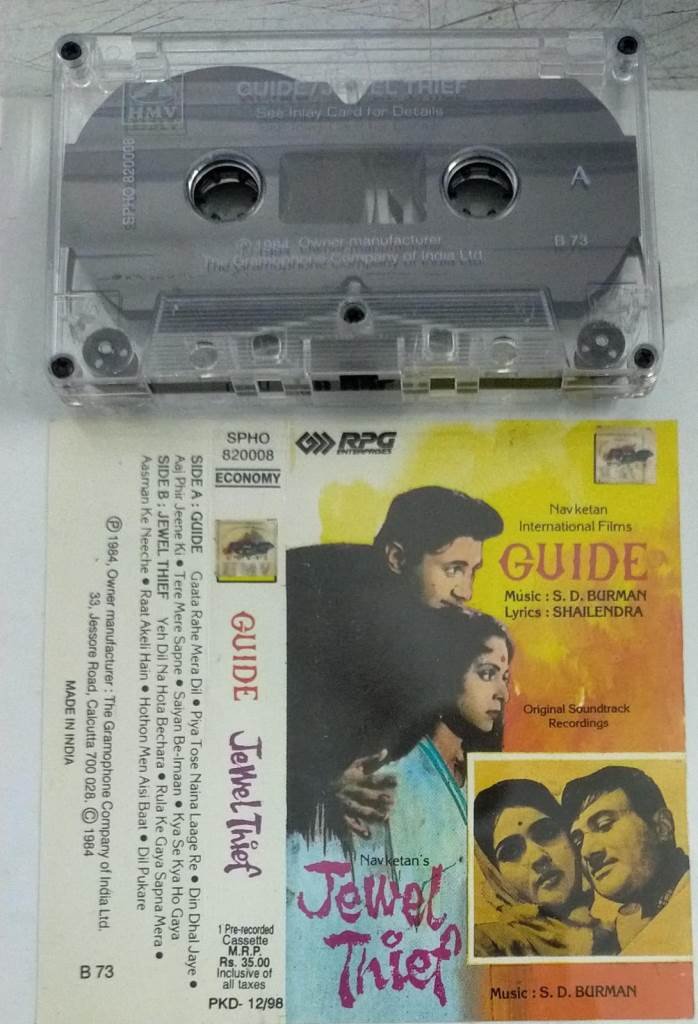 HMV
SPHO 820008
GUIDE/JEWEL THIEF
See Inlay Card for Details
A
Ⓟ 1984, Owner manufacturer
The Gramophone Company of India Ltd.
B 73
SPHO
820008
ECONOMY
HMV
GUIDE Jewel Thief
1 Pre-recorded
Cassette
M.R.P.
Rs. 35.00
Inclusive of
all taxes
PKD- 12/98
SIDE A : GUIDE Gaata Rahe Mera Dil • Piya Tose Naina Laage Re • Din Dhal Jaye •
Aaj Phir Jeene Ki • Tere Mere Sapne • Saiyan Be-Imaan • Kya Se Kya Ho Gaya
SIDE B : JEWEL THIEF Yeh Dil Na Hota Bechara • Rula Ke Gaya Sapna Mera •
Aasman Ke Neeche • Raat Akeli Hain • Hothon Men Aisi Baat • Dil Pukare
Ⓟ1984, Owner manufacturer : The Gramophone Company of India Ltd.
33, Jessore Road, Calcutta 700 028. © 1984
MADE IN INDIA
B 73
RPG
ENTERPRISES
Navketan
International Films
GUIDE
Music : S. D. BURMAN
Lyrics : SHAILENDRA
Original Soundtrack
Recordings
Navketan's
Jewel
Thief
Music : S. D. BURMAN